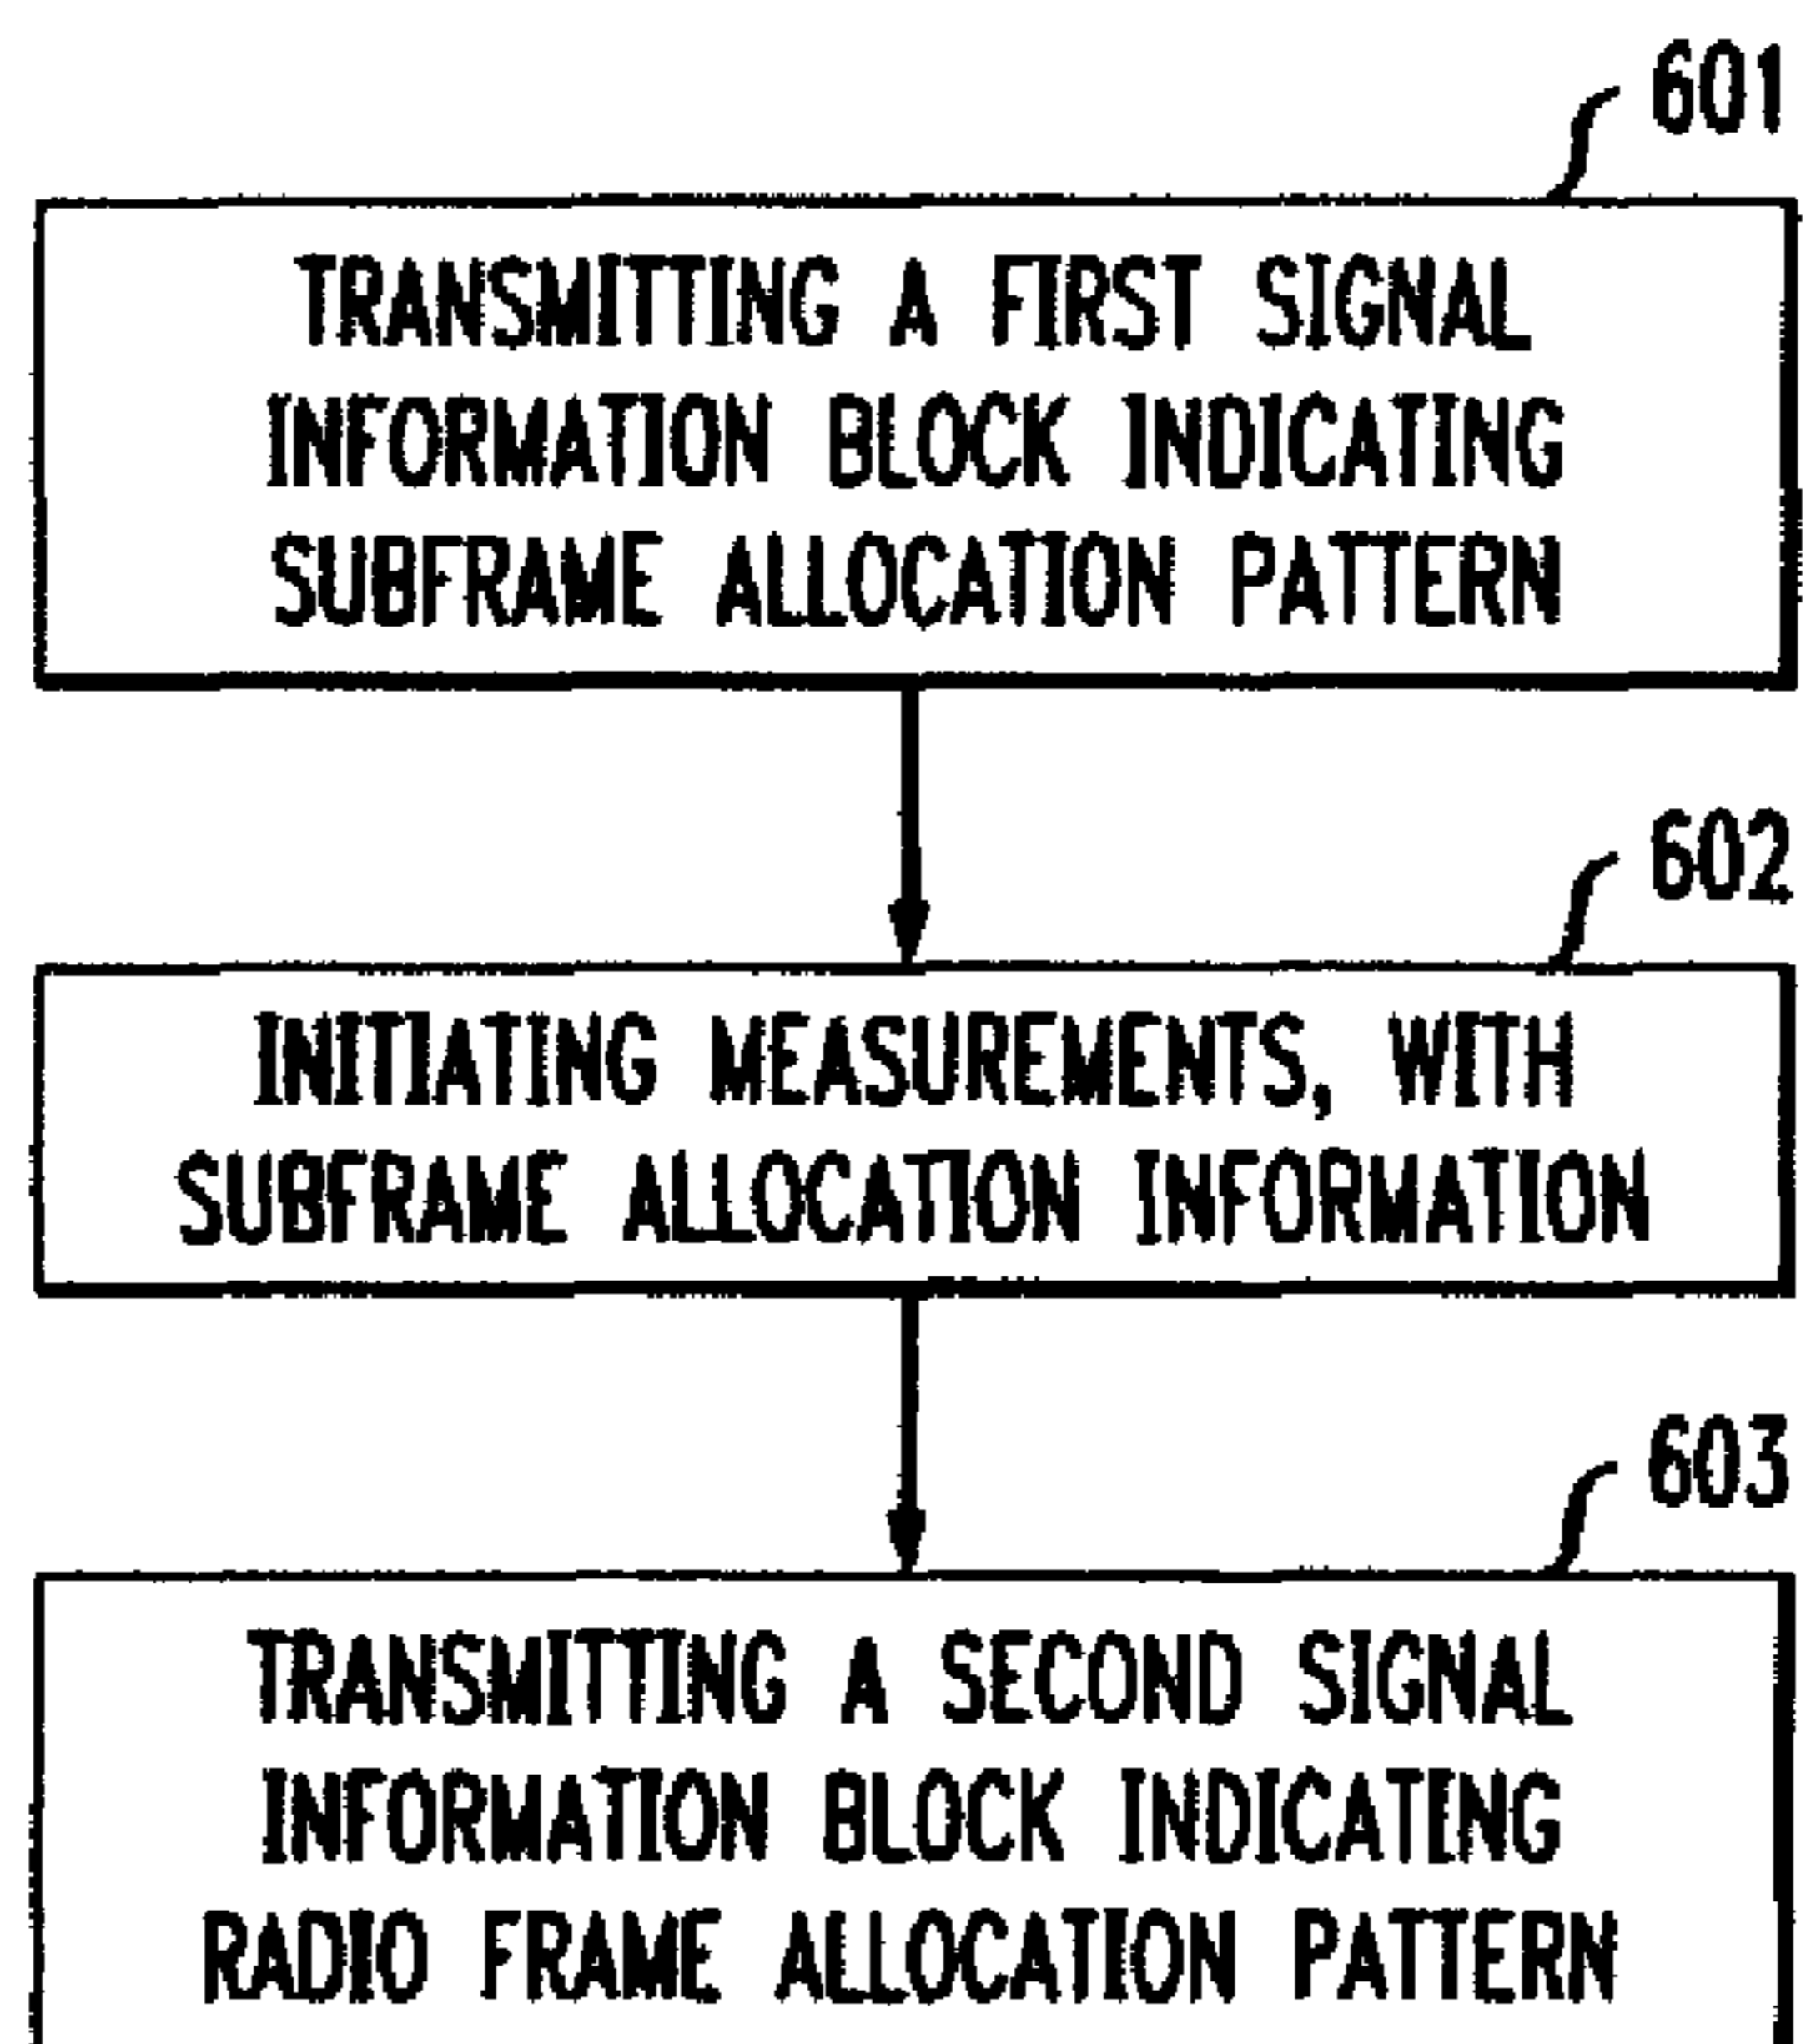 601
TRANSMITTING A FIRST SIGNAL
INFORMATION BLOCK INDICATING
SUBFRAME ALLOCATION PATTERN
602
INITIATING MEASUREMENTS, WITH
SUBFRAME ALLOCATION INFORMATION
603
TRANSMITTING A SECOND SIGNAL
INFORMATION BLOCK INDICATING
RADIO FRAME ALLOCATION PATTERN